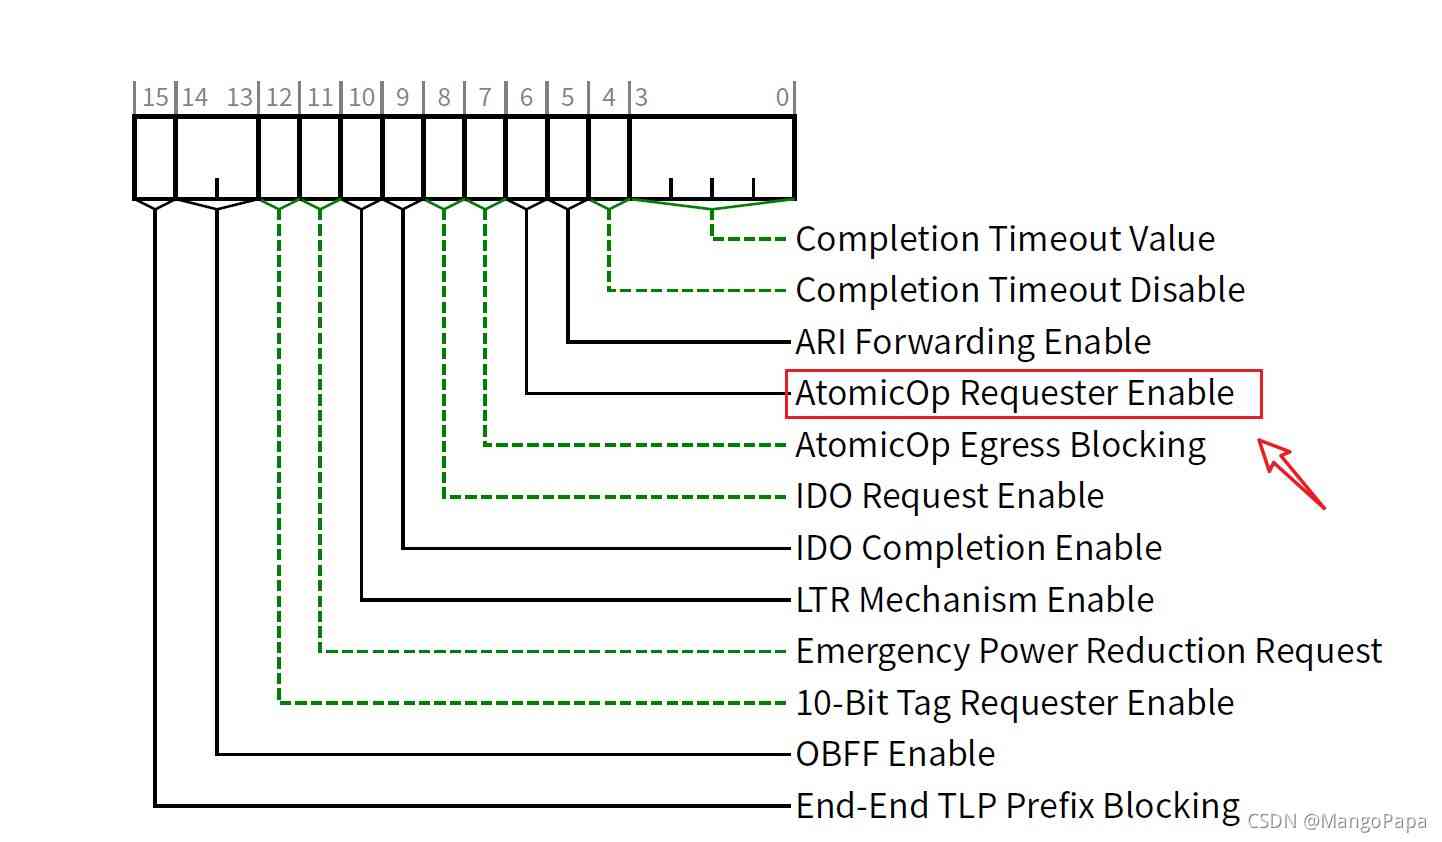 15 14 13 12 11 10 9 8 7 6 5 4 3 0
Completion Timeout Value
Completion Timeout Disable
ARI Forwarding Enable
AtomicOp Requester Enable
AtomicOp Egress Blocking
IDO Request Enable
IDO Completion Enable
LTR Mechanism Enable
Emergency Power Reduction Request
10-Bit Tag Requester Enable
OBFF Enable
End-End TLP Prefix Blocking
CSDN @MangoPapa